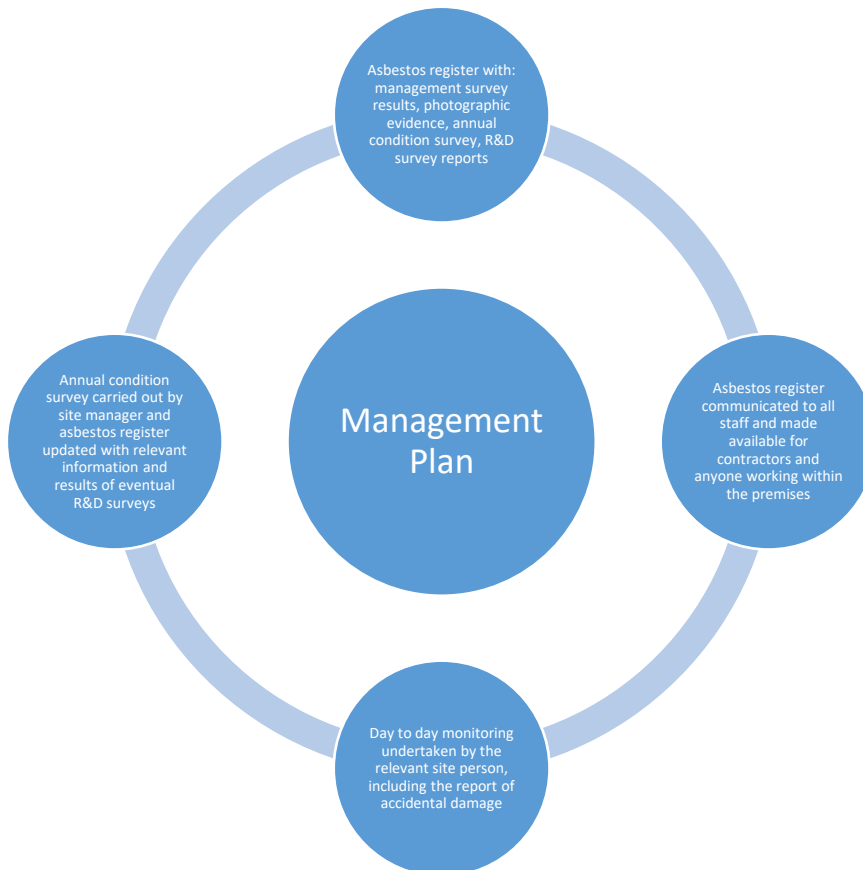 Asbestos register with:
management survey
results, photographic
evidence, annual
condition survey, R&D
survey reports
Annual condition
survey carried out by
site manager and
asbestos register
updated with relevant
information and
results of eventual
R&D surveys
Management
Plan
Asbestos register
communicated to all
staff and made
available for
contractors and
anyone working within
the premises
Day to day monitoring
undertaken by the
relevant site person,
including the report of
accidental damage